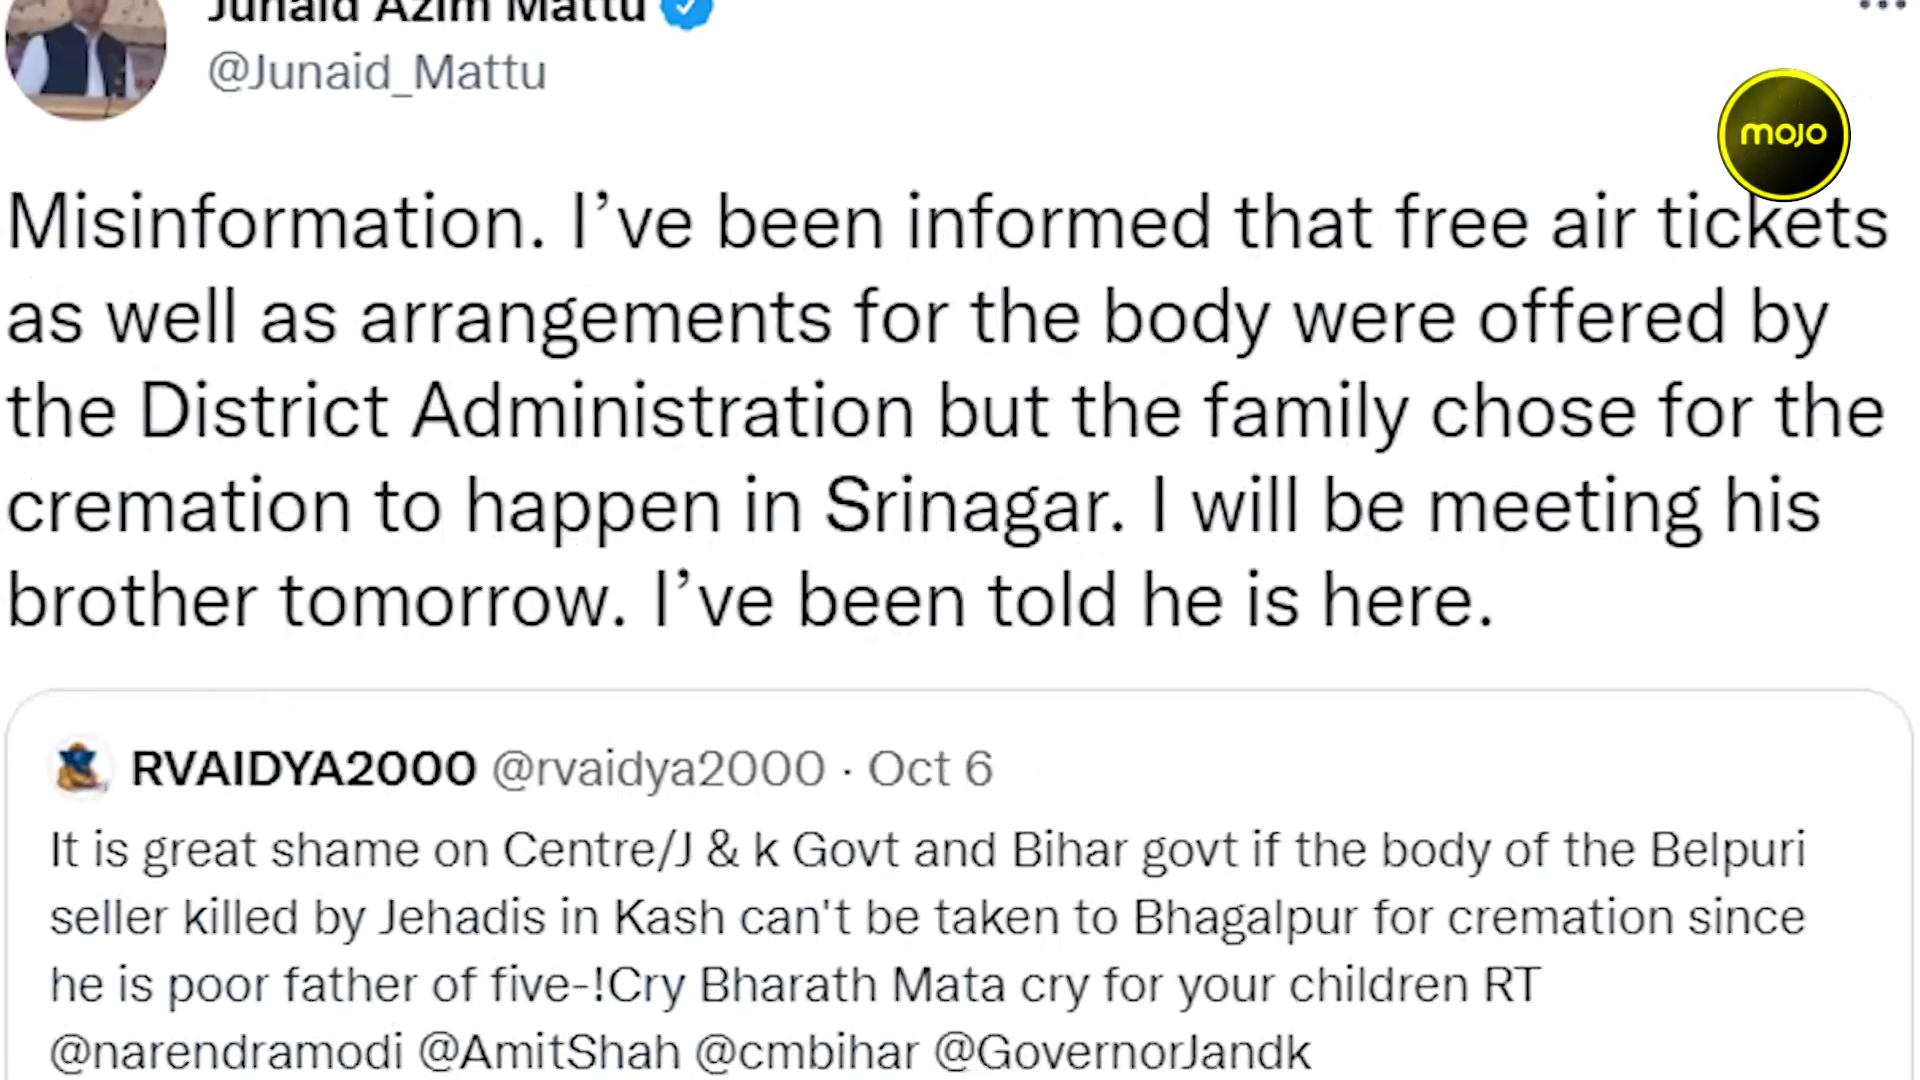 Junaid Azim Mattu
@Junaid_Mattu
mojo
Misinformation. I’ve been informed that free air tickets
as well as arrangements for the body were offered by
the District Administration but the family chose for the
cremation to happen in Srinagar. I will be meeting his
brother tomorrow. I’ve been told he is here.
RVAIDYA2000 @rvaidya2000 · Oct 6
It is great shame on Centre/J & k Govt and Bihar govt if the body of the Belpuri
seller killed by Jehadis in Kash can't be taken to Bhagalpur for cremation since
he is poor father of five-!Cry Bharath Mata cry for your children RT
@narendramodi @AmitShah @cmbihar @GovernorJandk